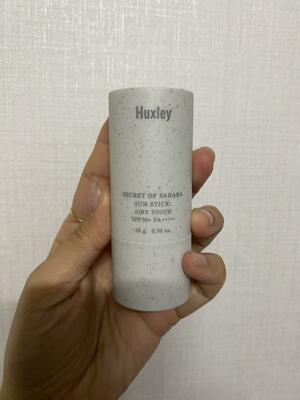 Huxley
SECRET OF SAHARA
SUN STICK;
AIRY TOUCH
SPF50+ PA++++
20 g 0.70 oz.